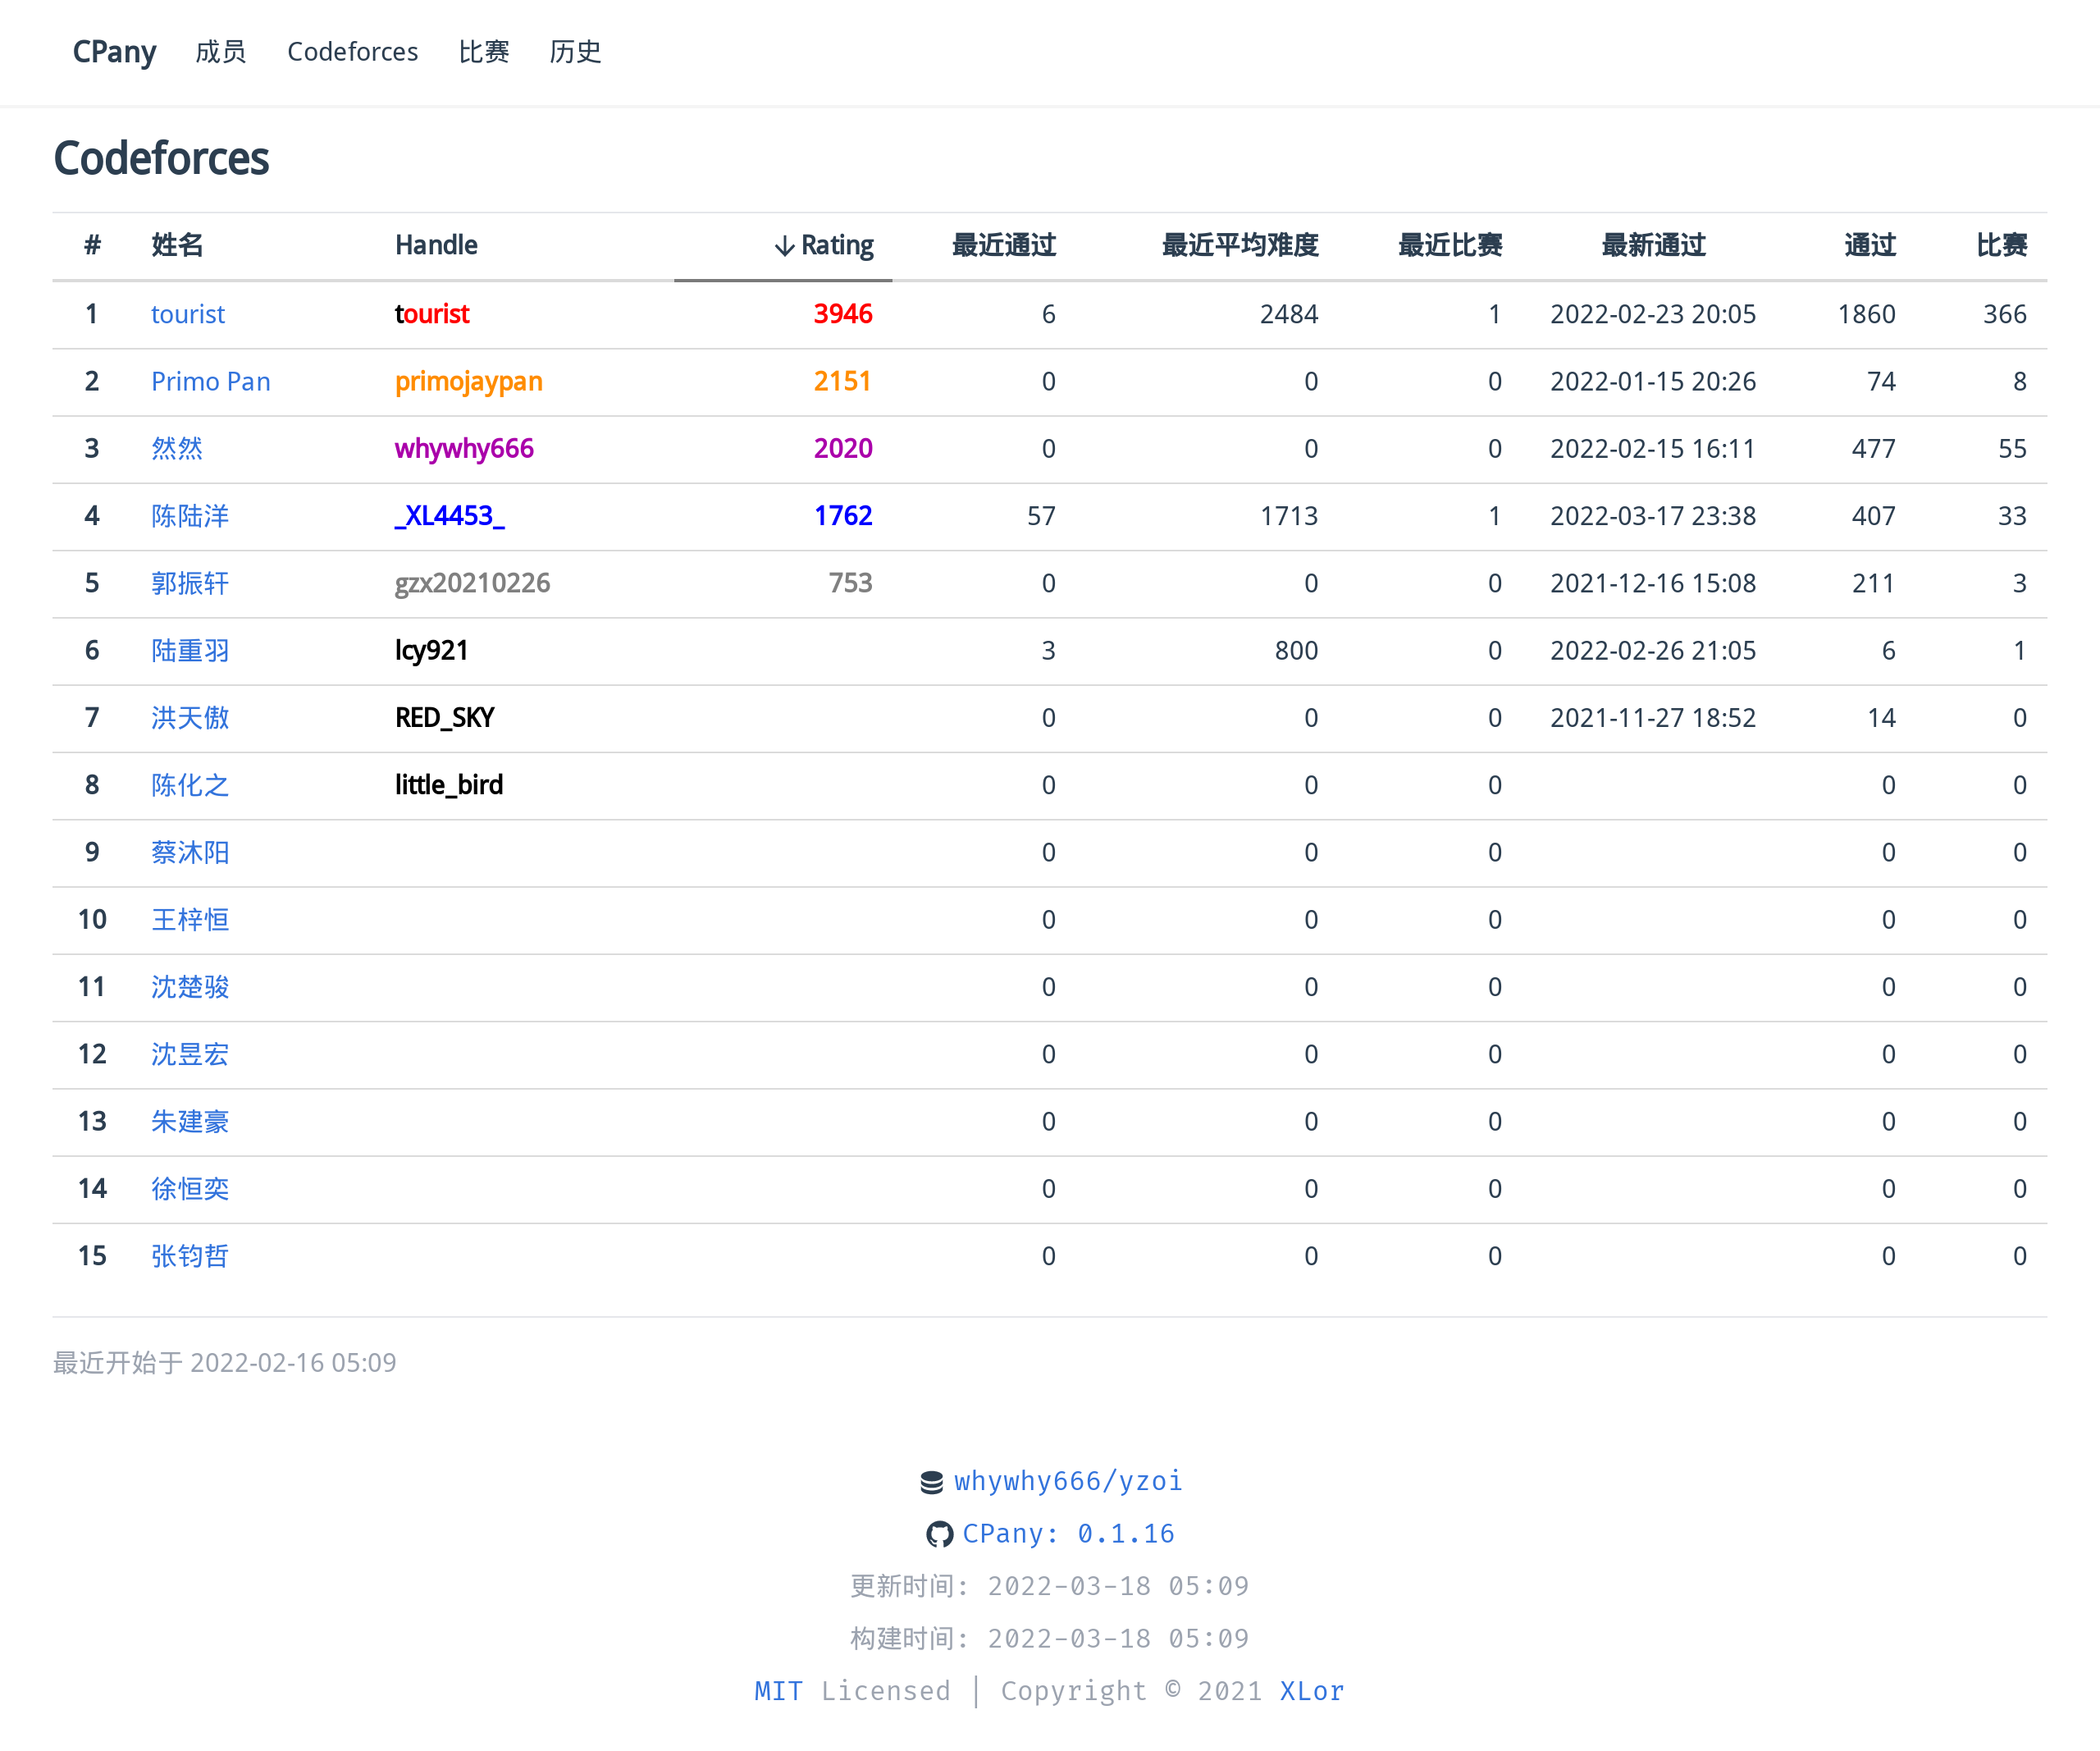 CPany 成员 Codeforces 比赛 历史
Codeforces
# 姓名 Handle ↓ Rating 最近通过 最近平均难度 最近比赛 最新通过 通过 比赛
1 tourist tourist 3946 6 2484 1 2022-02-23 20:05 1860 366
2 Primo Pan primojaypan 2151 0 0 0 2022-01-15 20:26 74 8
3 然然 whywhy666 2020 0 0 0 2022-02-15 16:11 477 55
4 陈陆洋 _XL4453_ 1762 57 1713 1 2022-03-17 23:38 407 33
5 郭振轩 gzx20210226 753 0 0 0 2021-12-16 15:08 211 3
6 陆重羽 lcy921 3 800 0 2022-02-26 21:05 6 1
7 洪天傲 RED_SKY 0 0 0 2021-11-27 18:52 14 0
8 陈化之 little_bird 0 0 0 0 0
9 蔡沐阳 0 0 0 0 0
10 王梓恒 0 0 0 0 0
11 沈楚骏 0 0 0 0 0
12 沈昱宏 0 0 0 0 0
13 朱建豪 0 0 0 0 0
14 徐恒奕 0 0 0 0 0
15 张钧哲 0 0 0 0 0
最近开始于 2022-02-16 05:09
whywhy666/yzoi
CPany: 0.1.16
更新时间: 2022-03-18 05:09
构建时间: 2022-03-18 05:09
MIT Licensed | Copyright © 2021 XLor